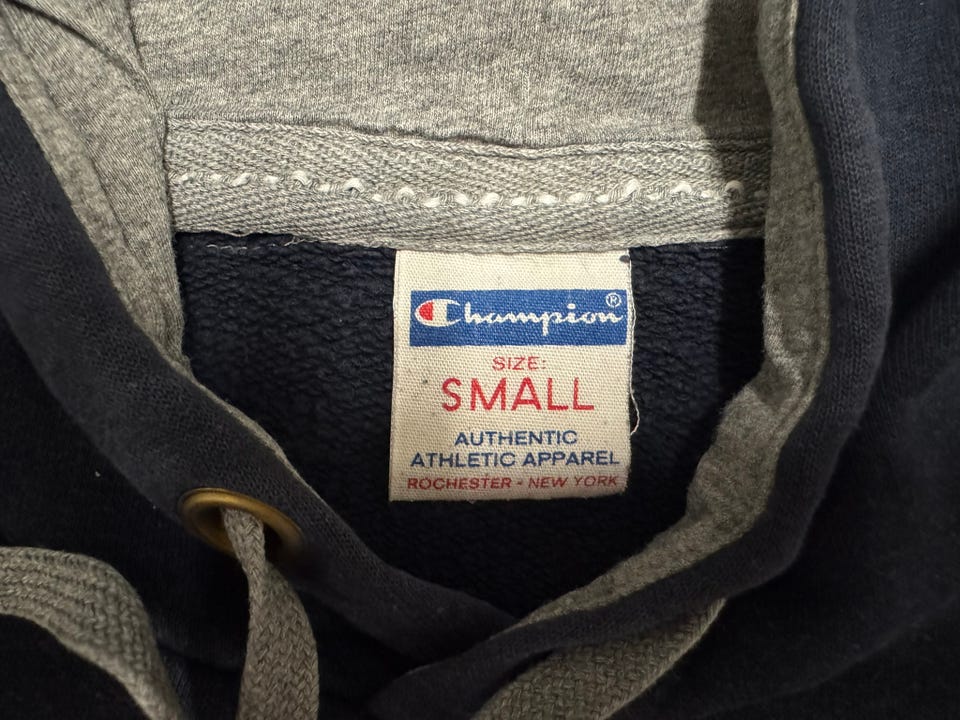 Champion®
SIZE:
SMALL
AUTHENTIC
ATHLETIC APPAREL
ROCHESTER - NEW YORK